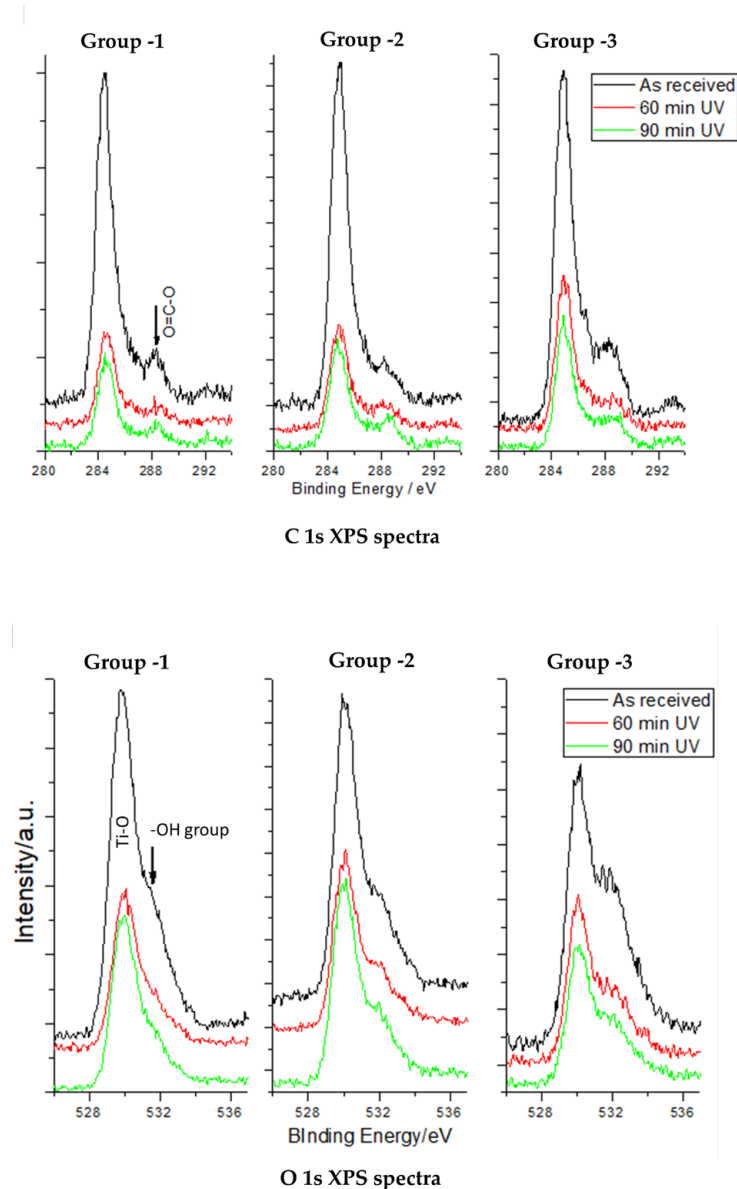 Group -1
Group -2
Group -3
As received
60 min UV
90 min UV
O=C-O
280 284 288 292
280 284 288 292
280 284 288 292
Binding Energy / eV
C 1s XPS spectra
Group -1
Group -2
Group -3
As received
60 min UV
90 min UV
Ti-O
-OH group
Intensity/a.u.
528 532 536
528 532 536
528 532 536
BInding Energy/eV
O 1s XPS spectra